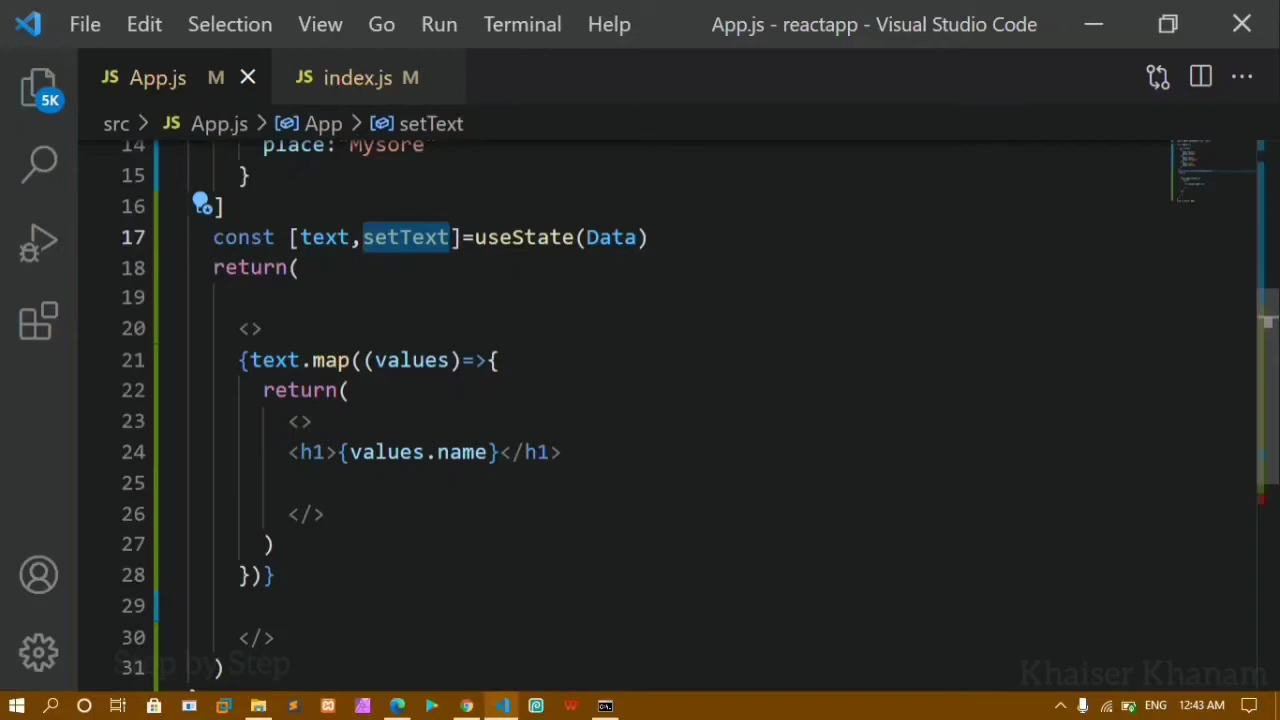 File Edit Selection View Go Run Terminal Help App.js - reactapp - Visual Studio Code
JS App.js M JS index.js M
5K
src > JS App.js > App > setText
14 place:"Mysore"
15 }
16 ]
17 const [text,setText]=useState(Data)
18 return(
19
20 <>
21 {text.map((values)=>{
22 return(
23 <>
24 <h1>{values.name}</h1>
25
26 </>
27 )
28 })}
29
30 </>
31 )
Step by Step
Khaiser Khanam
ENG 12:43 AM